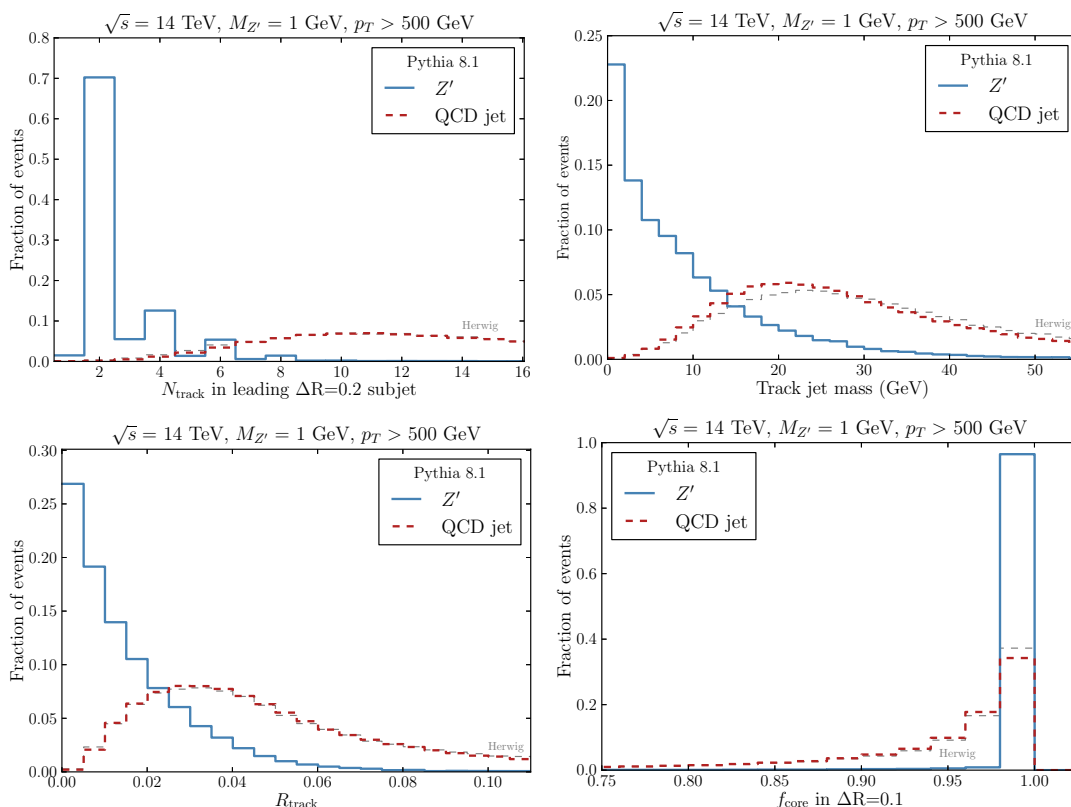 √s = 14 TeV, M_Z′ = 1 GeV, p_T > 500 GeV
0.8
0.7
0.6
0.5
0.4
0.3
0.2
0.1
0.0
Fraction of events
Pythia 8.1
Z′
QCD jet
Herwig
2 4 6 8 10 12 14 16
N_track in leading ΔR=0.2 subjet
√s = 14 TeV, M_Z′ = 1 GeV, p_T > 500 GeV
0.25
0.20
0.15
0.10
0.05
0.00
Fraction of events
Pythia 8.1
Z′
QCD jet
Herwig
0 10 20 30 40 50
Track jet mass (GeV)
√s = 14 TeV, M_Z′ = 1 GeV, p_T > 500 GeV
0.30
0.25
0.20
0.15
0.10
0.05
0.00
Fraction of events
Pythia 8.1
Z′
QCD jet
Herwig
0.00 0.02 0.04 0.06 0.08 0.10
R_track
√s = 14 TeV, M_Z′ = 1 GeV, p_T > 500 GeV
1.0
0.8
0.6
0.4
0.2
0.0
Fraction of events
Pythia 8.1
Z′
QCD jet
Herwig
0.75 0.80 0.85 0.90 0.95 1.00
f_core in ΔR=0.1